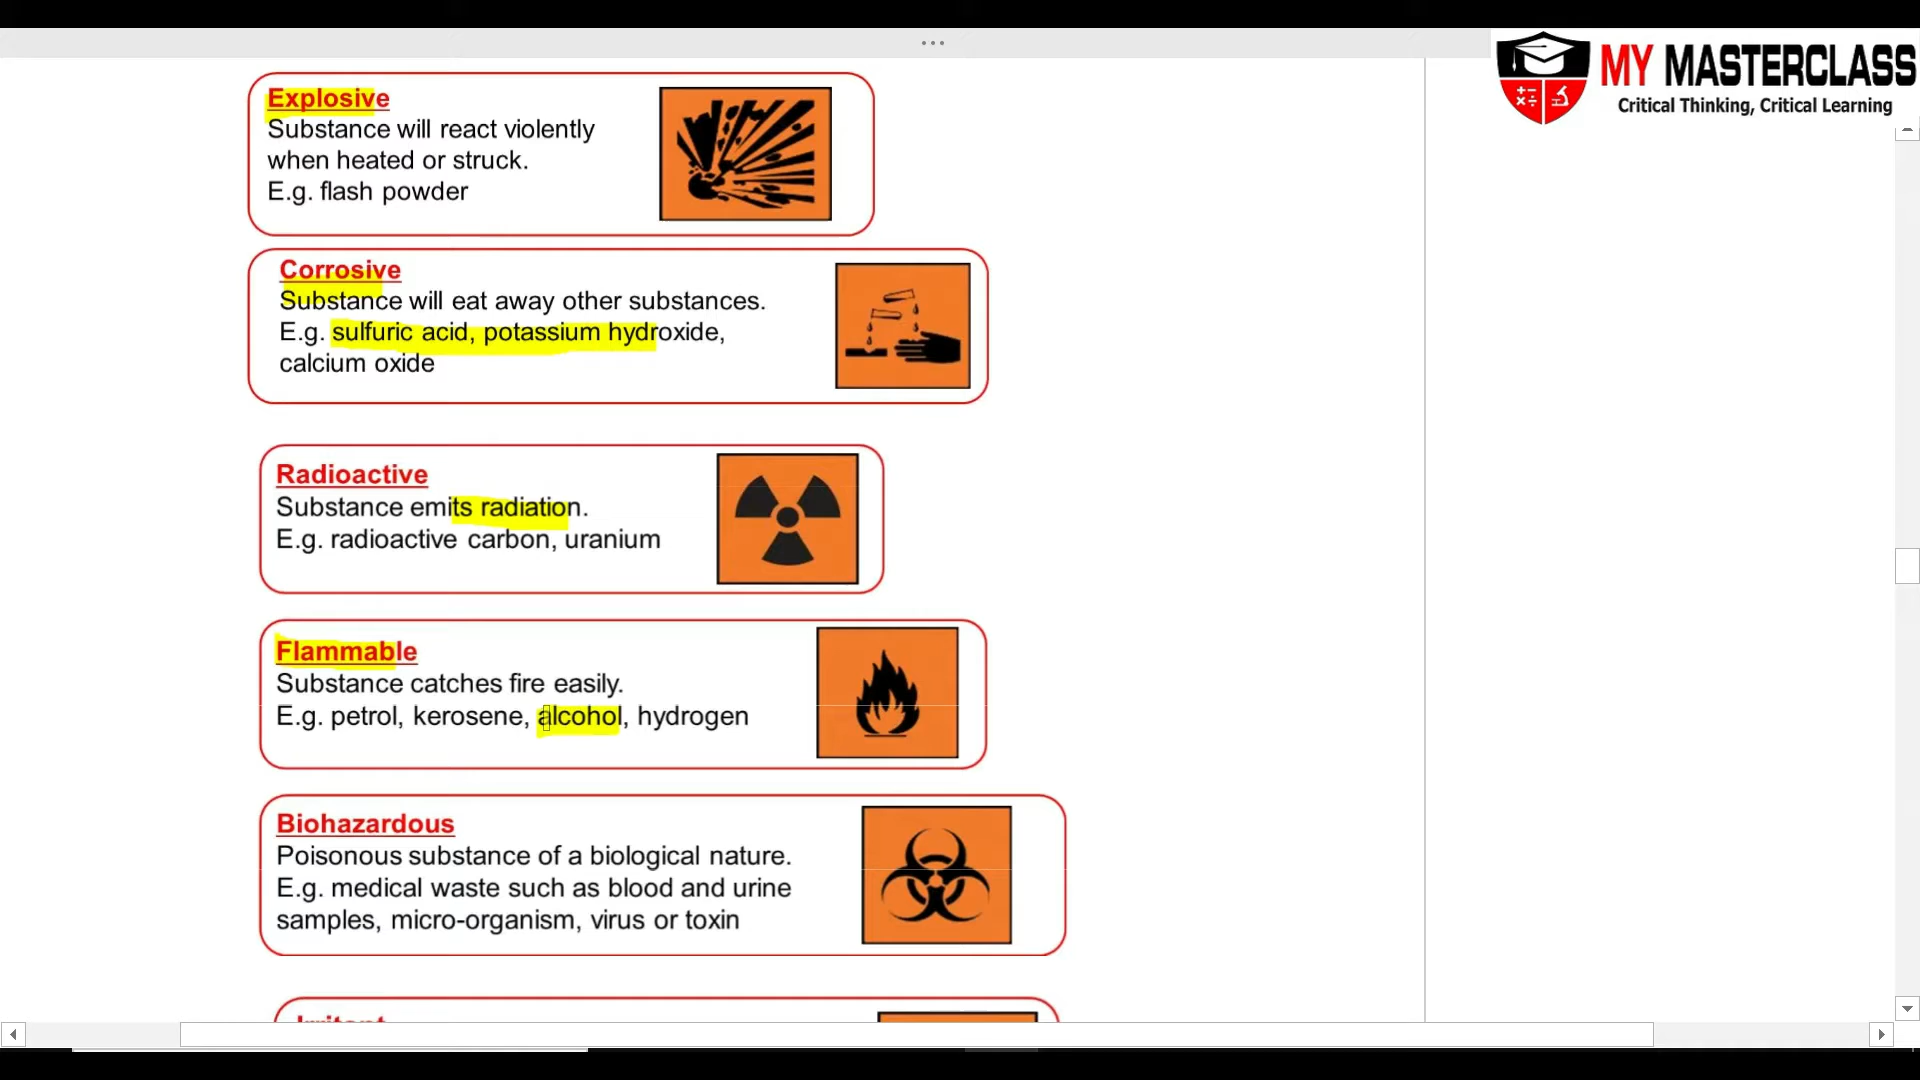 MY MASTERCLASS
Critical Thinking, Critical Learning
Explosive
Substance will react violently
when heated or struck.
E.g. flash powder
Corrosive
Substance will eat away other substances.
E.g. sulfuric acid, potassium hydroxide,
calcium oxide
Radioactive
Substance emits radiation.
E.g. radioactive carbon, uranium
Flammable
Substance catches fire easily.
E.g. petrol, kerosene, alcohol, hydrogen
Biohazardous
Poisonous substance of a biological nature.
E.g. medical waste such as blood and urine
samples, micro-organism, virus or toxin